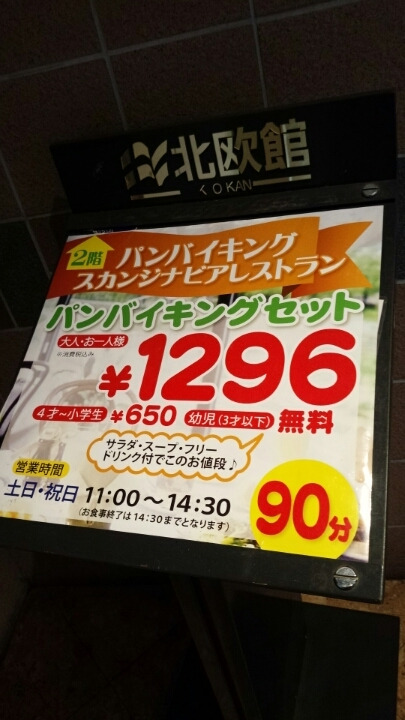 北欧館
KOKAN
2階
パンバイキング
スカンジナビアレストラン
パンバイキングセット
大人・お一人様
※消費税込み
¥1296
4才～小学生 ¥650 幼児(3才以下) 無料
サラダ・スープ・フリー
ドリンク付でこのお値段♪
営業時間
土日・祝日 11:00～14:30
(お食事終了は14:30までとなります)
90分